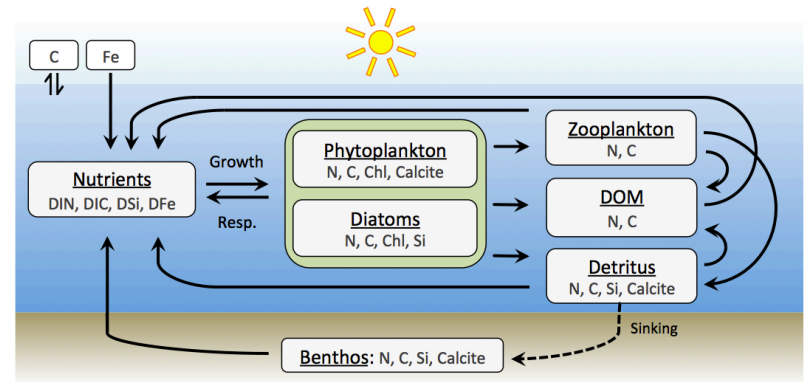 C
Fe
Nutrients
DIN, DIC, DSi, DFe
Growth
Resp.
Phytoplankton
N, C, Chl, Calcite
Diatoms
N, C, Chl, Si
Zooplankton
N, C
DOM
N, C
Detritus
N, C, Si, Calcite
Sinking
Benthos: N, C, Si, Calcite